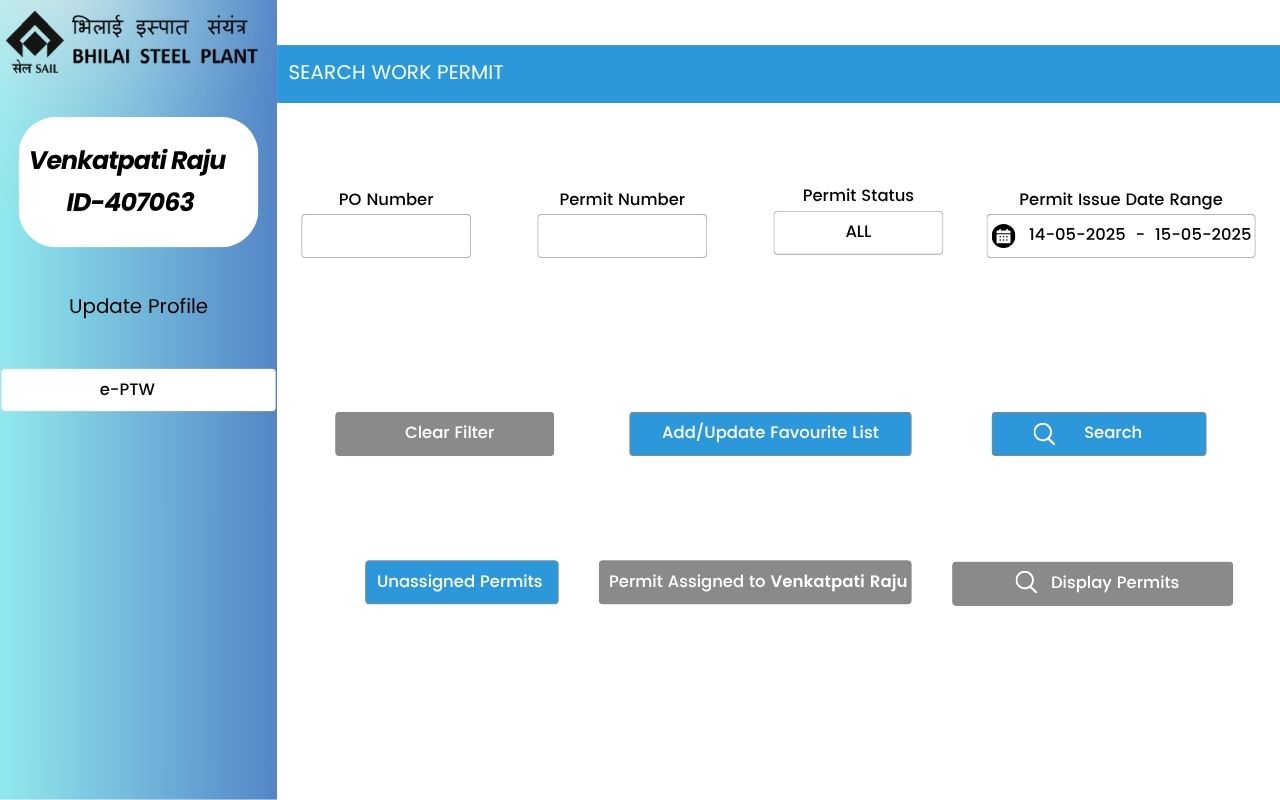 भिलाई इस्पात संयंत्र
BHILAI STEEL PLANT
सेल SAIL
SEARCH WORK PERMIT
Venkatpati Raju
ID-407063
Update Profile
e-PTW
PO Number
Permit Number
Permit Status
Permit Issue Date Range
ALL
14-05-2025 - 15-05-2025
Clear Filter
Add/Update Favourite List
Search
Unassigned Permits
Permit Assigned to Venkatpati Raju
Display Permits